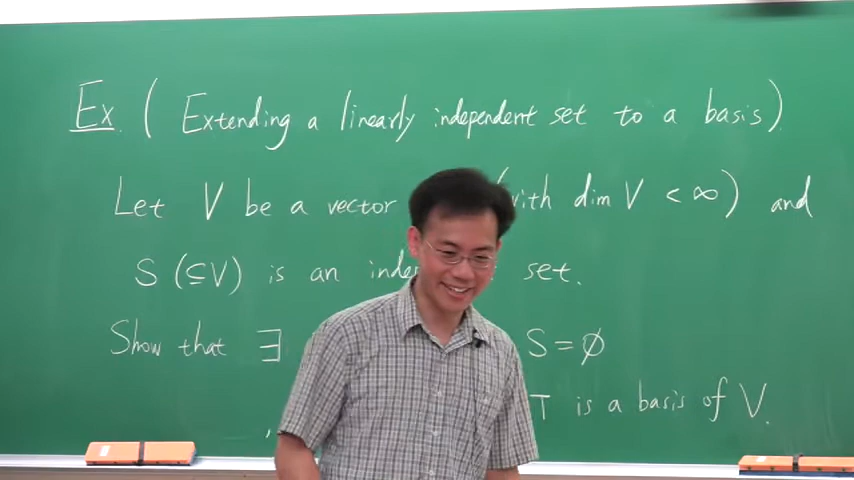 Ex. (Extending a linearly independent set to a basis)
Let V be a vector (with dim V < ∞) and
S (⊆V) is an set.
Show that ∃ S = ∅
T is a basis of V.